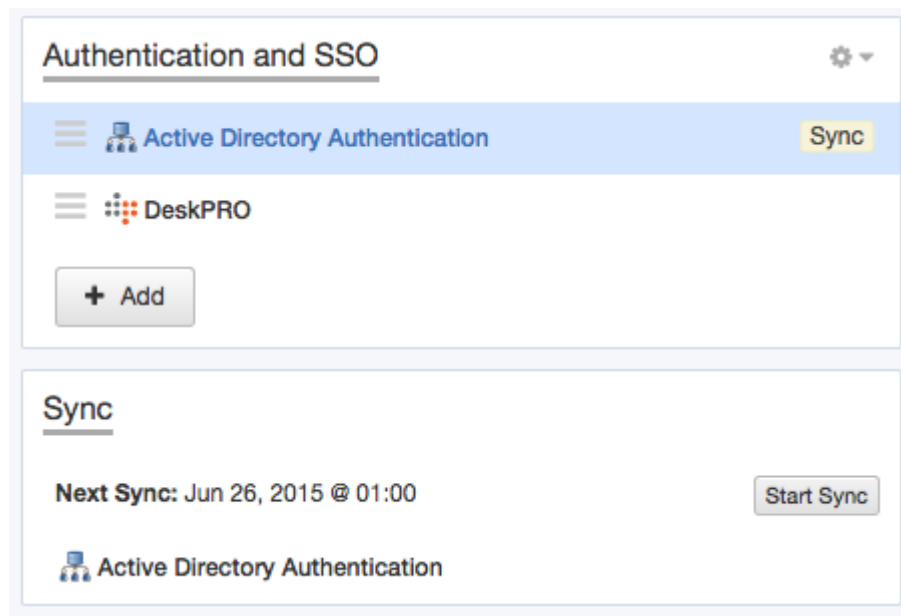 Authentication and SSO
Active Directory Authentication Sync
DeskPRO
+ Add
Sync
Next Sync: Jun 26, 2015 @ 01:00 Start Sync
Active Directory Authentication